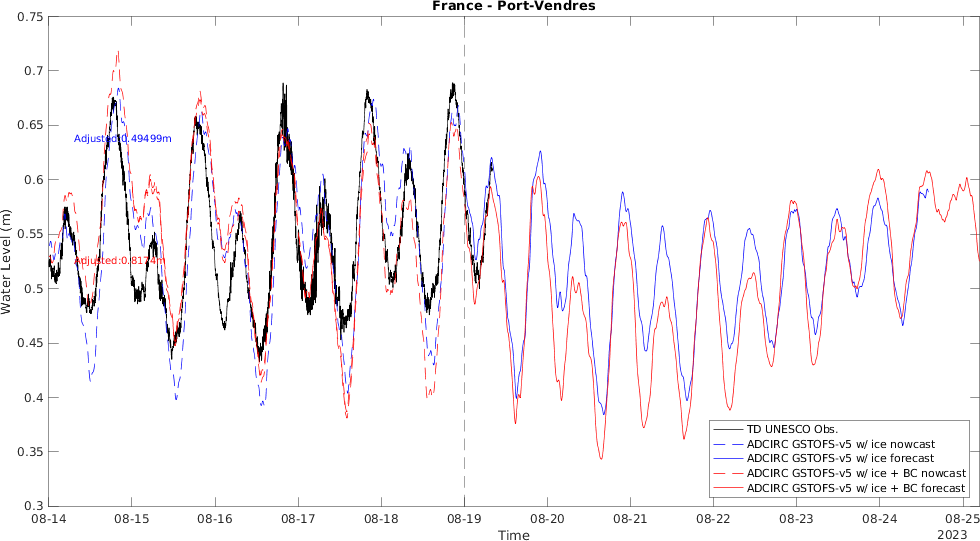 France - Port-Vendres
0.75
0.7
0.65
0.6
0.55
0.5
0.45
0.4
0.35
0.3
Water Level (m)
Adjusted:0.49499m
TD UNESCO Obs.
ADCIRC GSTOFS-v5 w/ ice nowcast
ADCIRC GSTOFS-v5 w/ ice forecast
ADCIRC GSTOFS-v5 w/ ice + BC nowcast
ADCIRC GSTOFS-v5 w/ ice + BC forecast
08-14 08-15 08-16 08-17 08-18 08-19 08-20 08-21 08-22 08-23 08-24 08-25
Time
2023